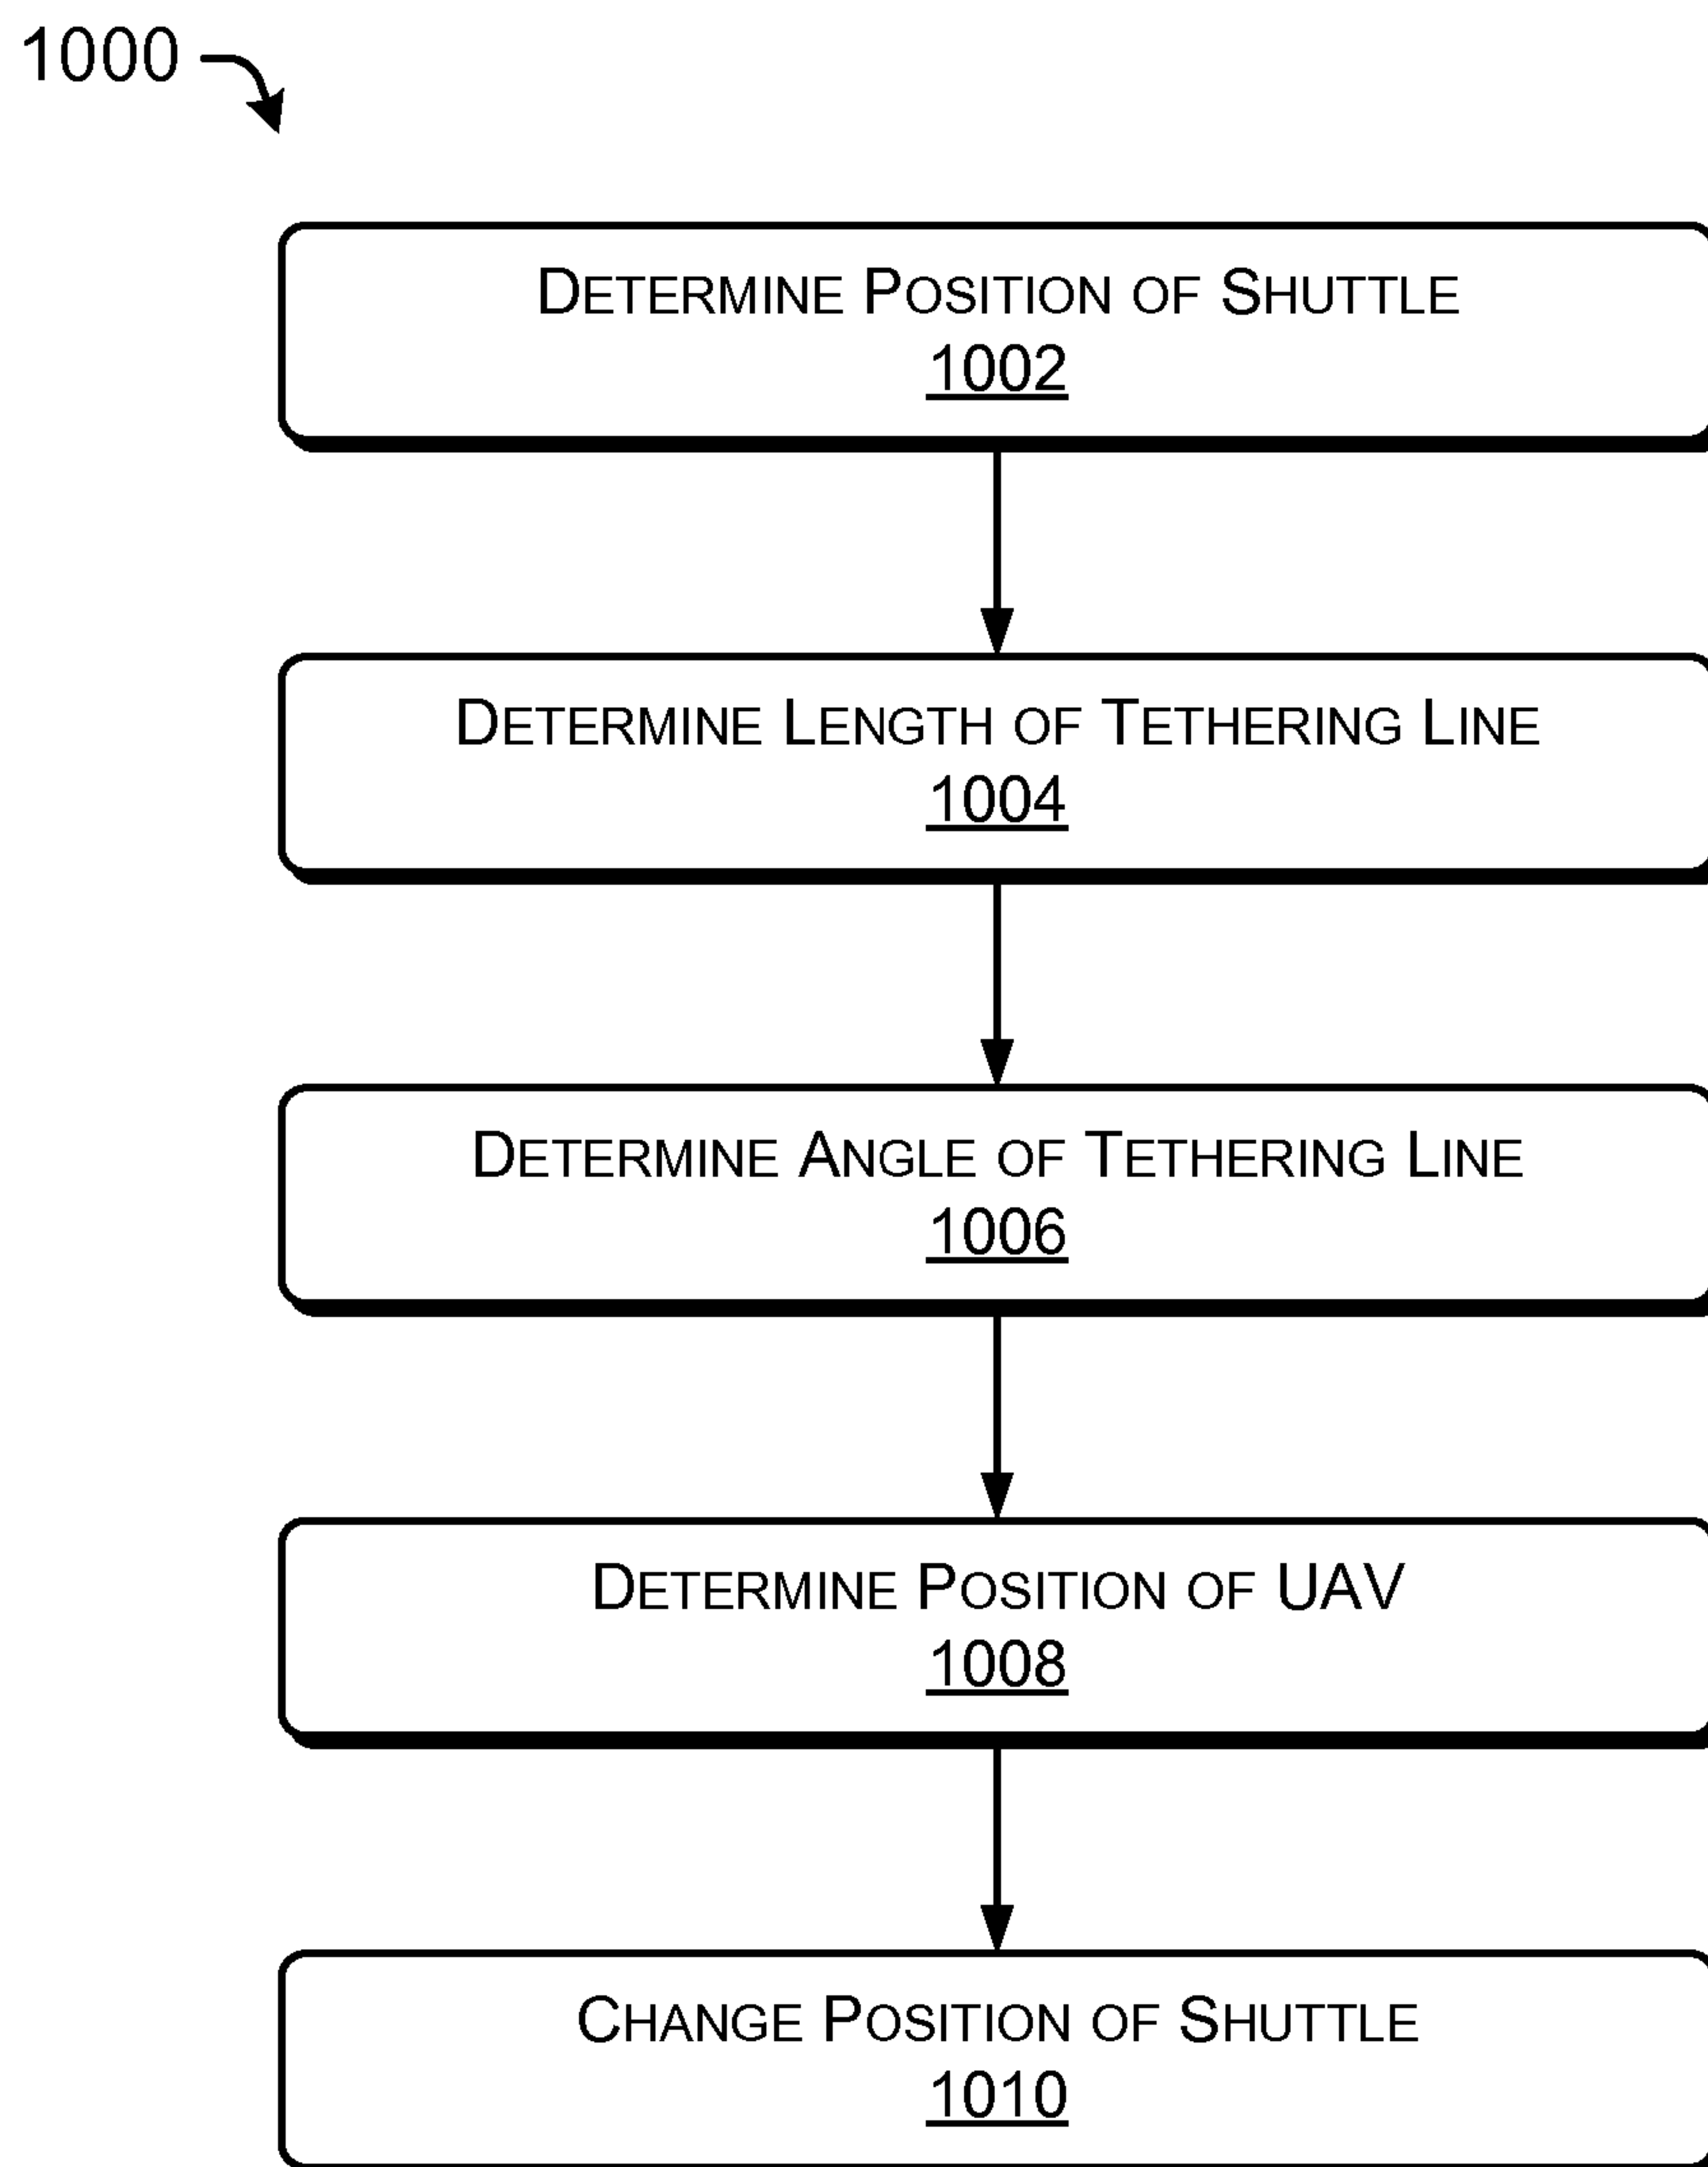 1000
DETERMINE POSITION OF SHUTTLE
1002
DETERMINE LENGTH OF TETHERING LINE
1004
DETERMINE ANGLE OF TETHERING LINE
1006
DETERMINE POSITION OF UAV
1008
CHANGE POSITION OF SHUTTLE
1010